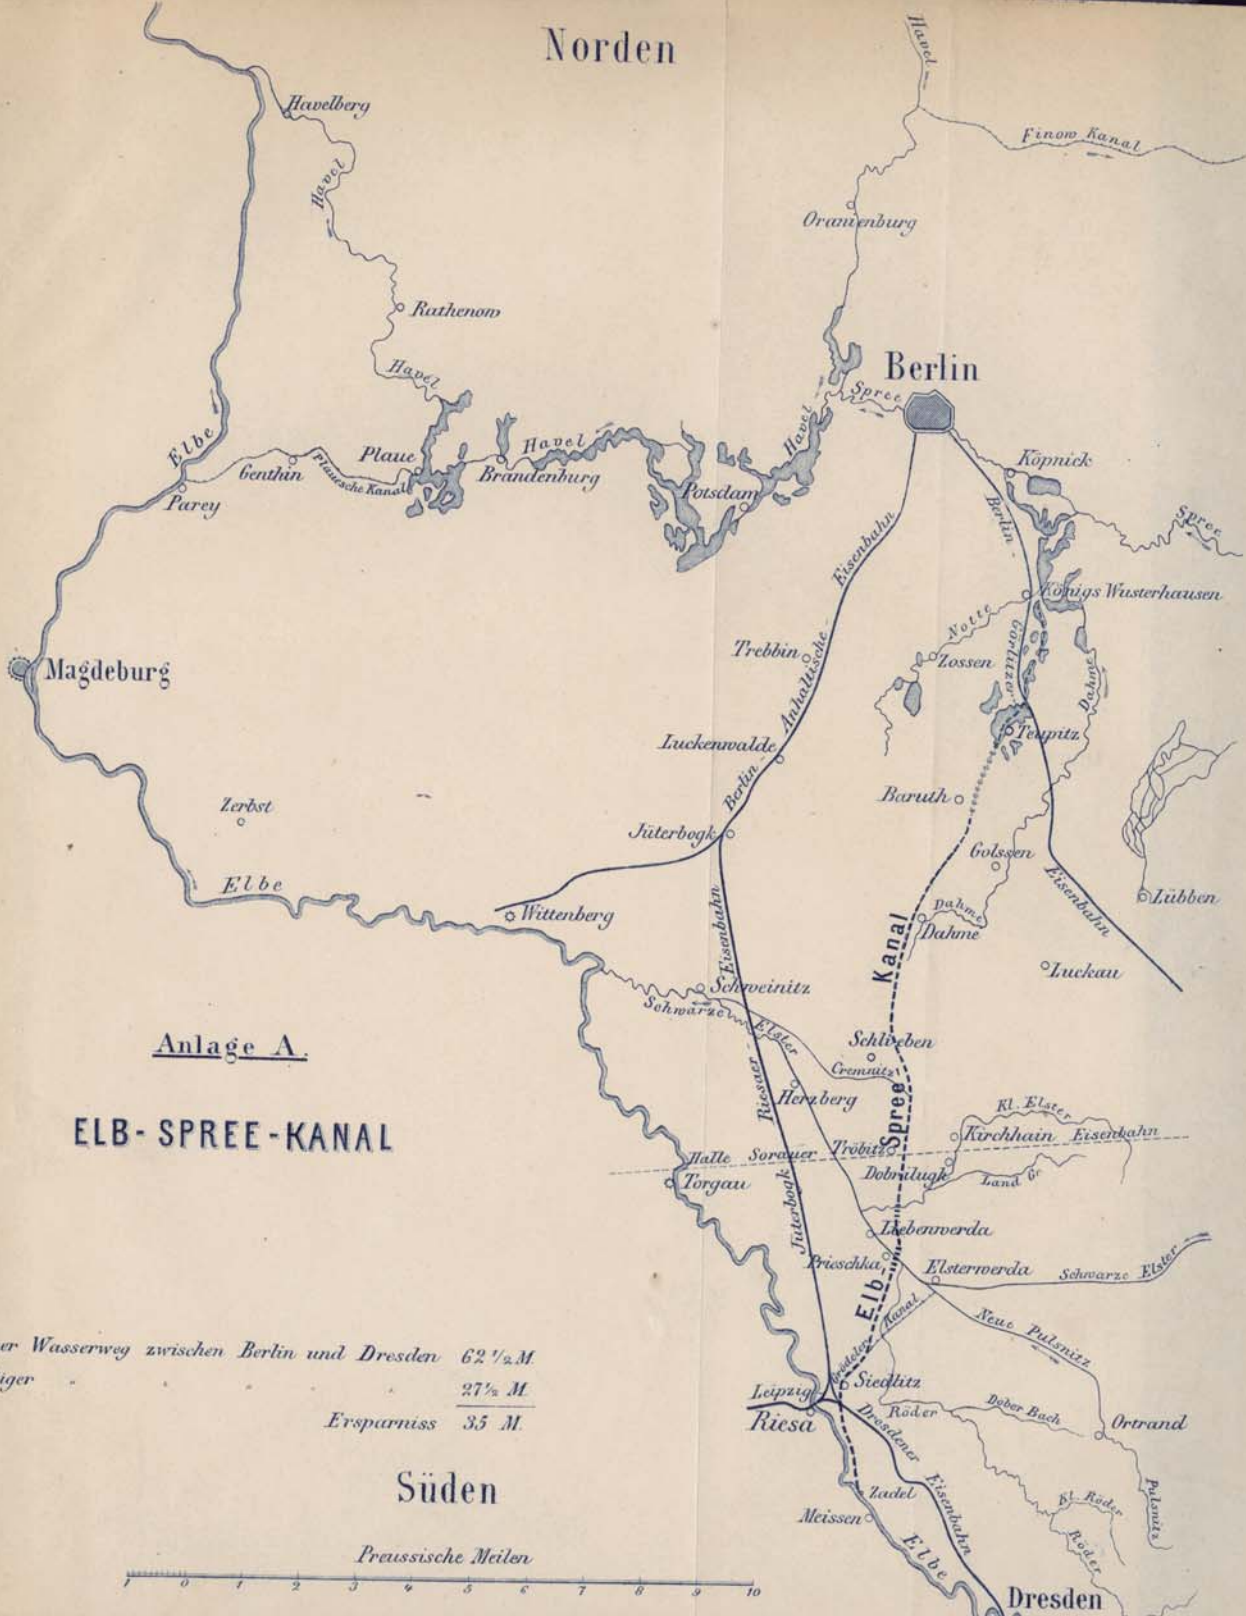 Norden
Havel
Finow Kanal
Havelberg
Havel
Oranienburg
Rathenow
Havel
Berlin
Spree
Havel
Elbe
Genthin
Plauesche Kanal
Plaue
Brandenburg
Havel
Potsdam
Parey
Köpnick
Spree
Berlin - Görlitzer Eisenbahn
Königs Wusterhausen
Notte
Zossen
Dahme
Teupitz
Magdeburg
Trebbin
Berlin - Anhaltische - Eisenbahn
Luckenwalde
Zerbst
Baruth
Jüterbogk
Golssen
Elbe
Wittenberg
Lübben
Dahme
Dahme
Luckau
Schweinitz
Schwarze Elster
Schlieben
Cremnitz
Anlage A.
ELB-SPREE-KANAL
Herzberg
Jüterbogk Riesaer - Eisenbahn
Elb-Spree Kanal
Kl. Elster
Kirchhain
Halle Sorauer Eisenbahn
Tröbitz
Dobrilugk
Land Gr
Torgau
Liebenwerda
Prieschka
Elsterwerda
Schwarze Elster
Grödeler Kanal
Neue Pulsnitz
er Wasserweg zwischen Berlin und Dresden 62 1/2 M.
iger " " " " 27 1/2 M.
Ersparniss 35 M.
Siedlitz
Leipzig
Riesa
Dresdener Eisenbahn
Röder
Dober Bach
Ortrand
Süden
Zadel
Meissen
Kl. Röder
Röder
Pulsnitz
Elbe
Dresden
Preussische Meilen
1 0 1 2 3 4 5 6 7 8 9 10